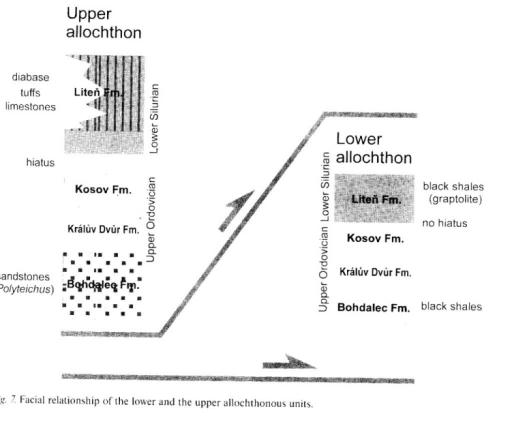 Upper
allochthon
diabase
tuffs
limestones
Liteň Fm.
Lower Silurian
hiatus
Kosov Fm.
Králův Dvůr Fm.
Upper Ordovician
sandstones
Polyteichus)
Bohdalec Fm.
Lower
allochthon
Upper Ordovician Lower Silurian
Liteň Fm.
black shales
(graptolite)
no hiatus
Kosov Fm.
Králův Dvůr Fm.
Bohdalec Fm.
black shales
g. 7. Facial relationship of the lower and the upper allochthonous units.